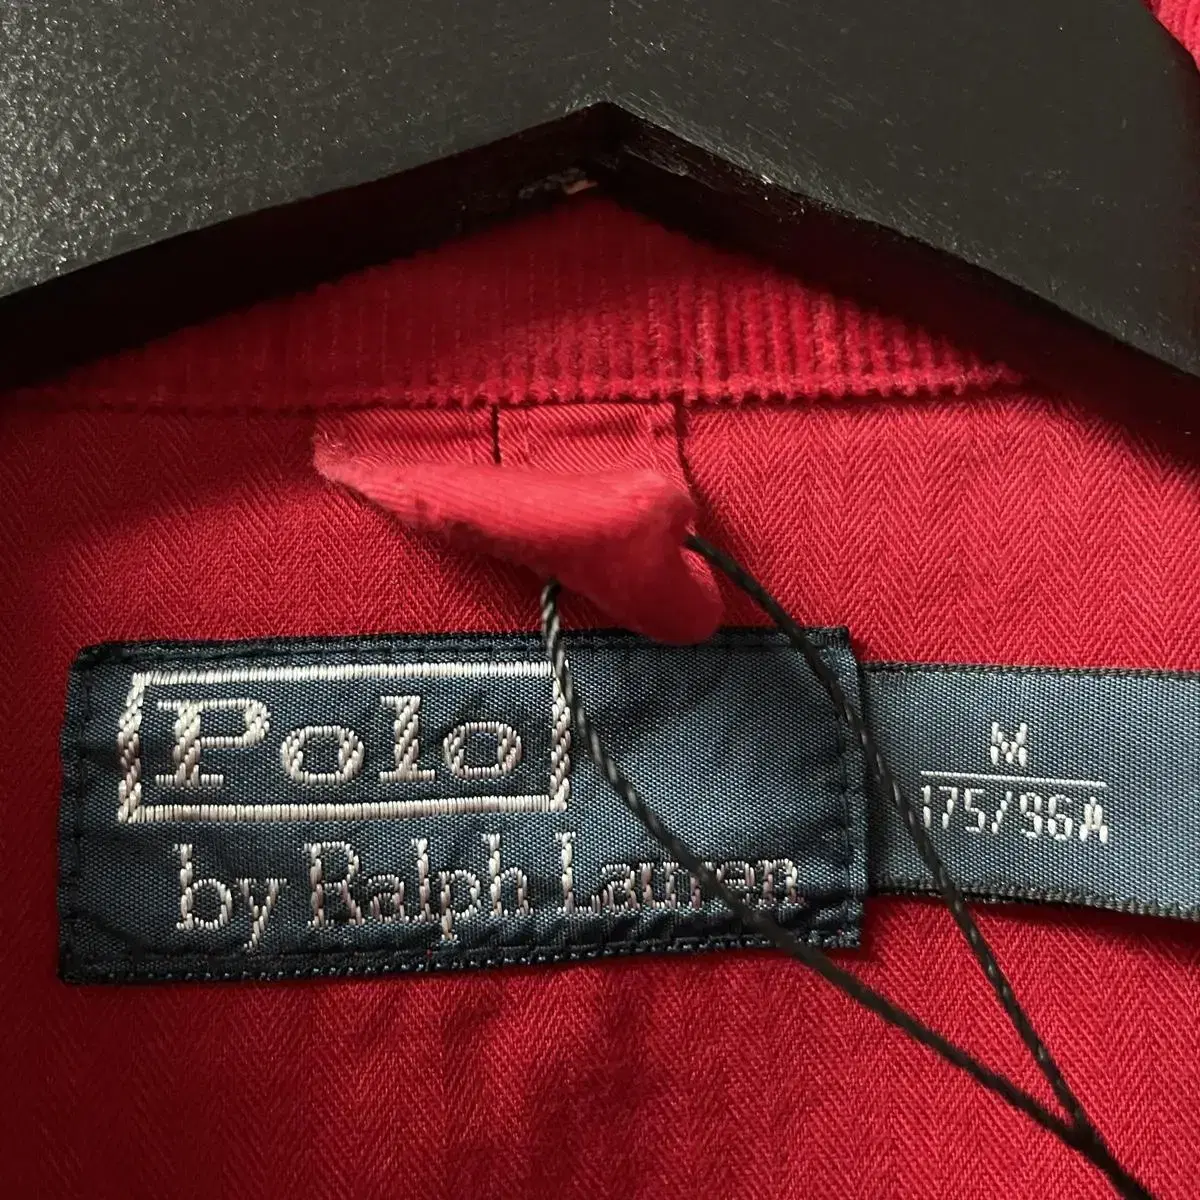 Polo
by Ralph Lauren
M
175/96A